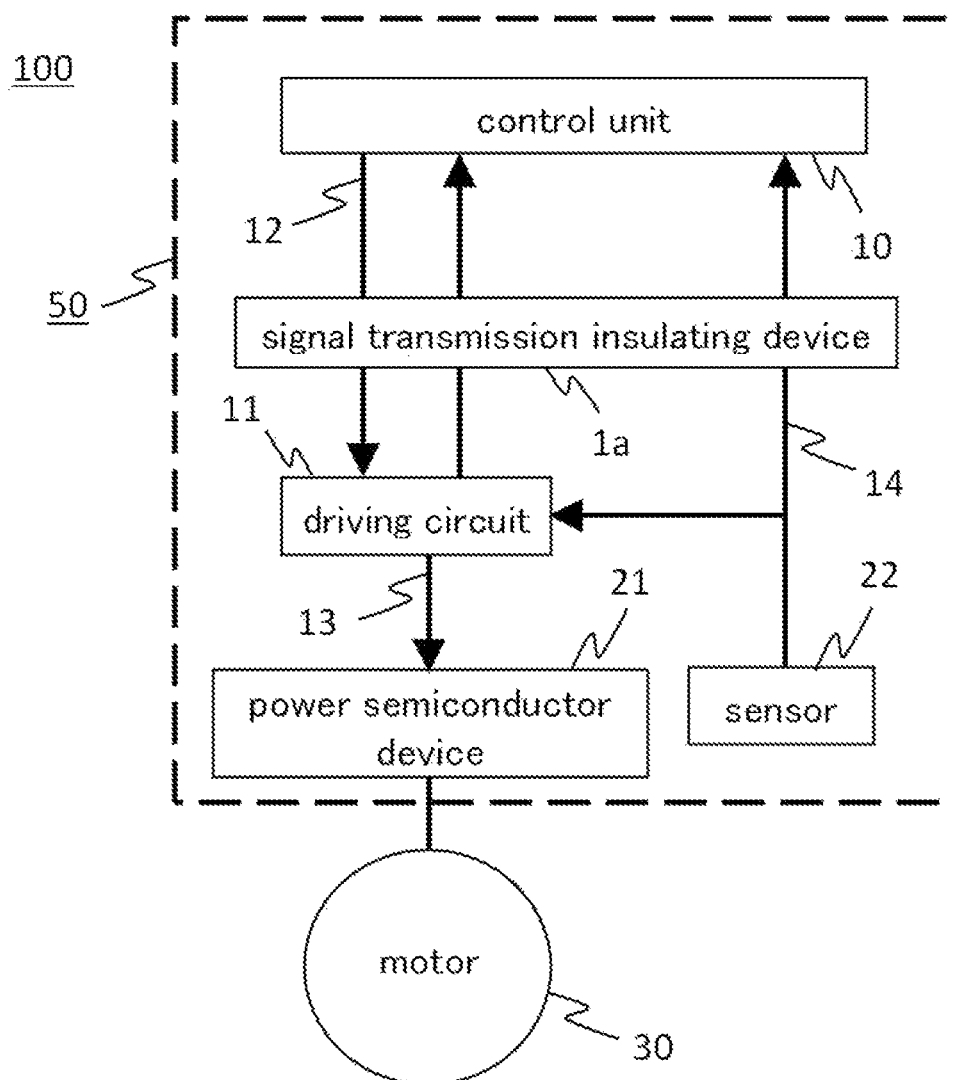 100
control unit
12
10
50
signal transmission insulating device
11
1a
14
driving circuit
13
21
22
power semiconductor
device
sensor
motor
30